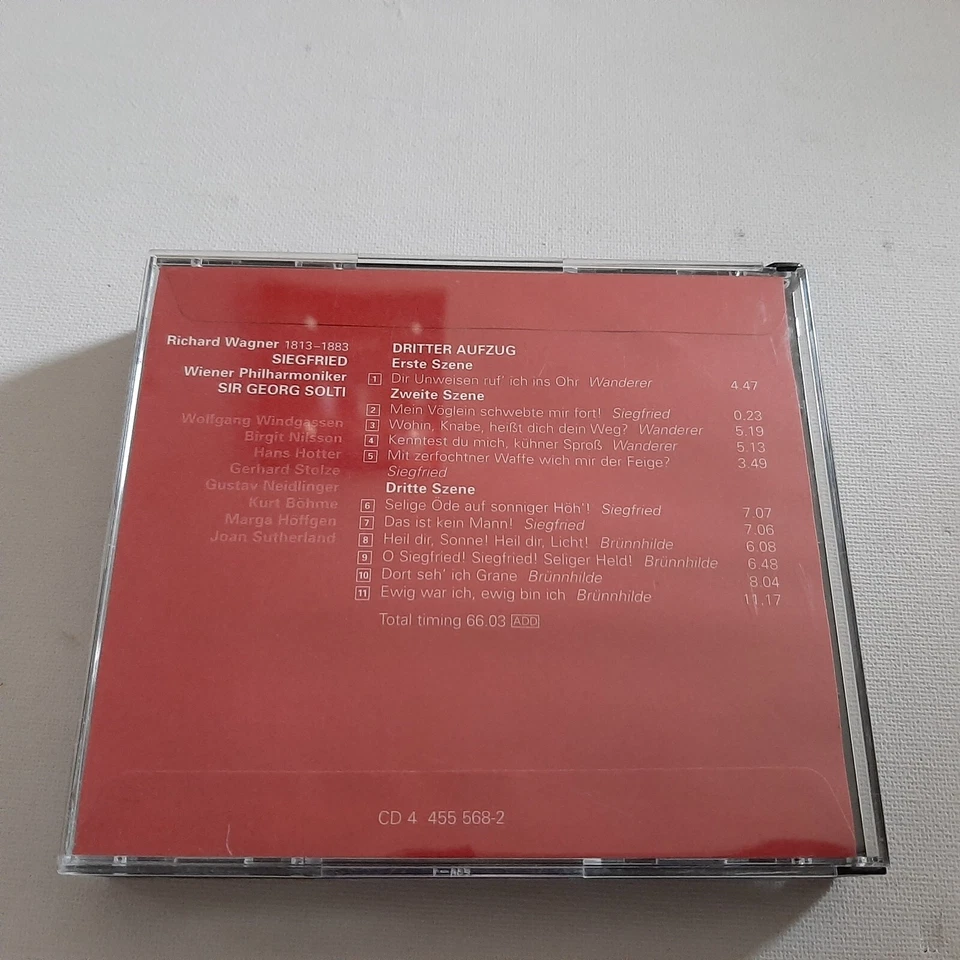 Richard Wagner 1813–1883
SIEGFRIED
Wiener Philharmoniker
SIR GEORG SOLTI
Wolfgang Windgassen
Birgit Nilsson
Hans Hotter
Gerhard Stolze
Gustav Neidlinger
Kurt Böhme
Marga Höffgen
Joan Sutherland
DRITTER AUFZUG
Erste Szene
1 Dir Unweisen ruf' ich ins Ohr Wanderer 4.47
Zweite Szene
2 Mein Vöglein schwebte mir fort! Siegfried 0.23
3 Wohin, Knabe, heißt dich dein Weg? Wanderer 5.19
4 Kenntest du mich, kühner Sproß Wanderer 5.13
5 Mit zerfochtner Waffe wich mir der Feige? 3.49
Siegfried
Dritte Szene
6 Selige Öde auf sonniger Höh'! Siegfried 7.07
7 Das ist kein Mann! Siegfried 7.06
8 Heil dir, Sonne! Heil dir, Licht! Brünnhilde 6.08
9 O Siegfried! Siegfried! Seliger Held! Brünnhilde 6.48
10 Dort seh' ich Grane Brünnhilde 8.04
11 Ewig war ich, ewig bin ich Brünnhilde 11.17
Total timing 66.03 ADD
CD 4 455 568-2